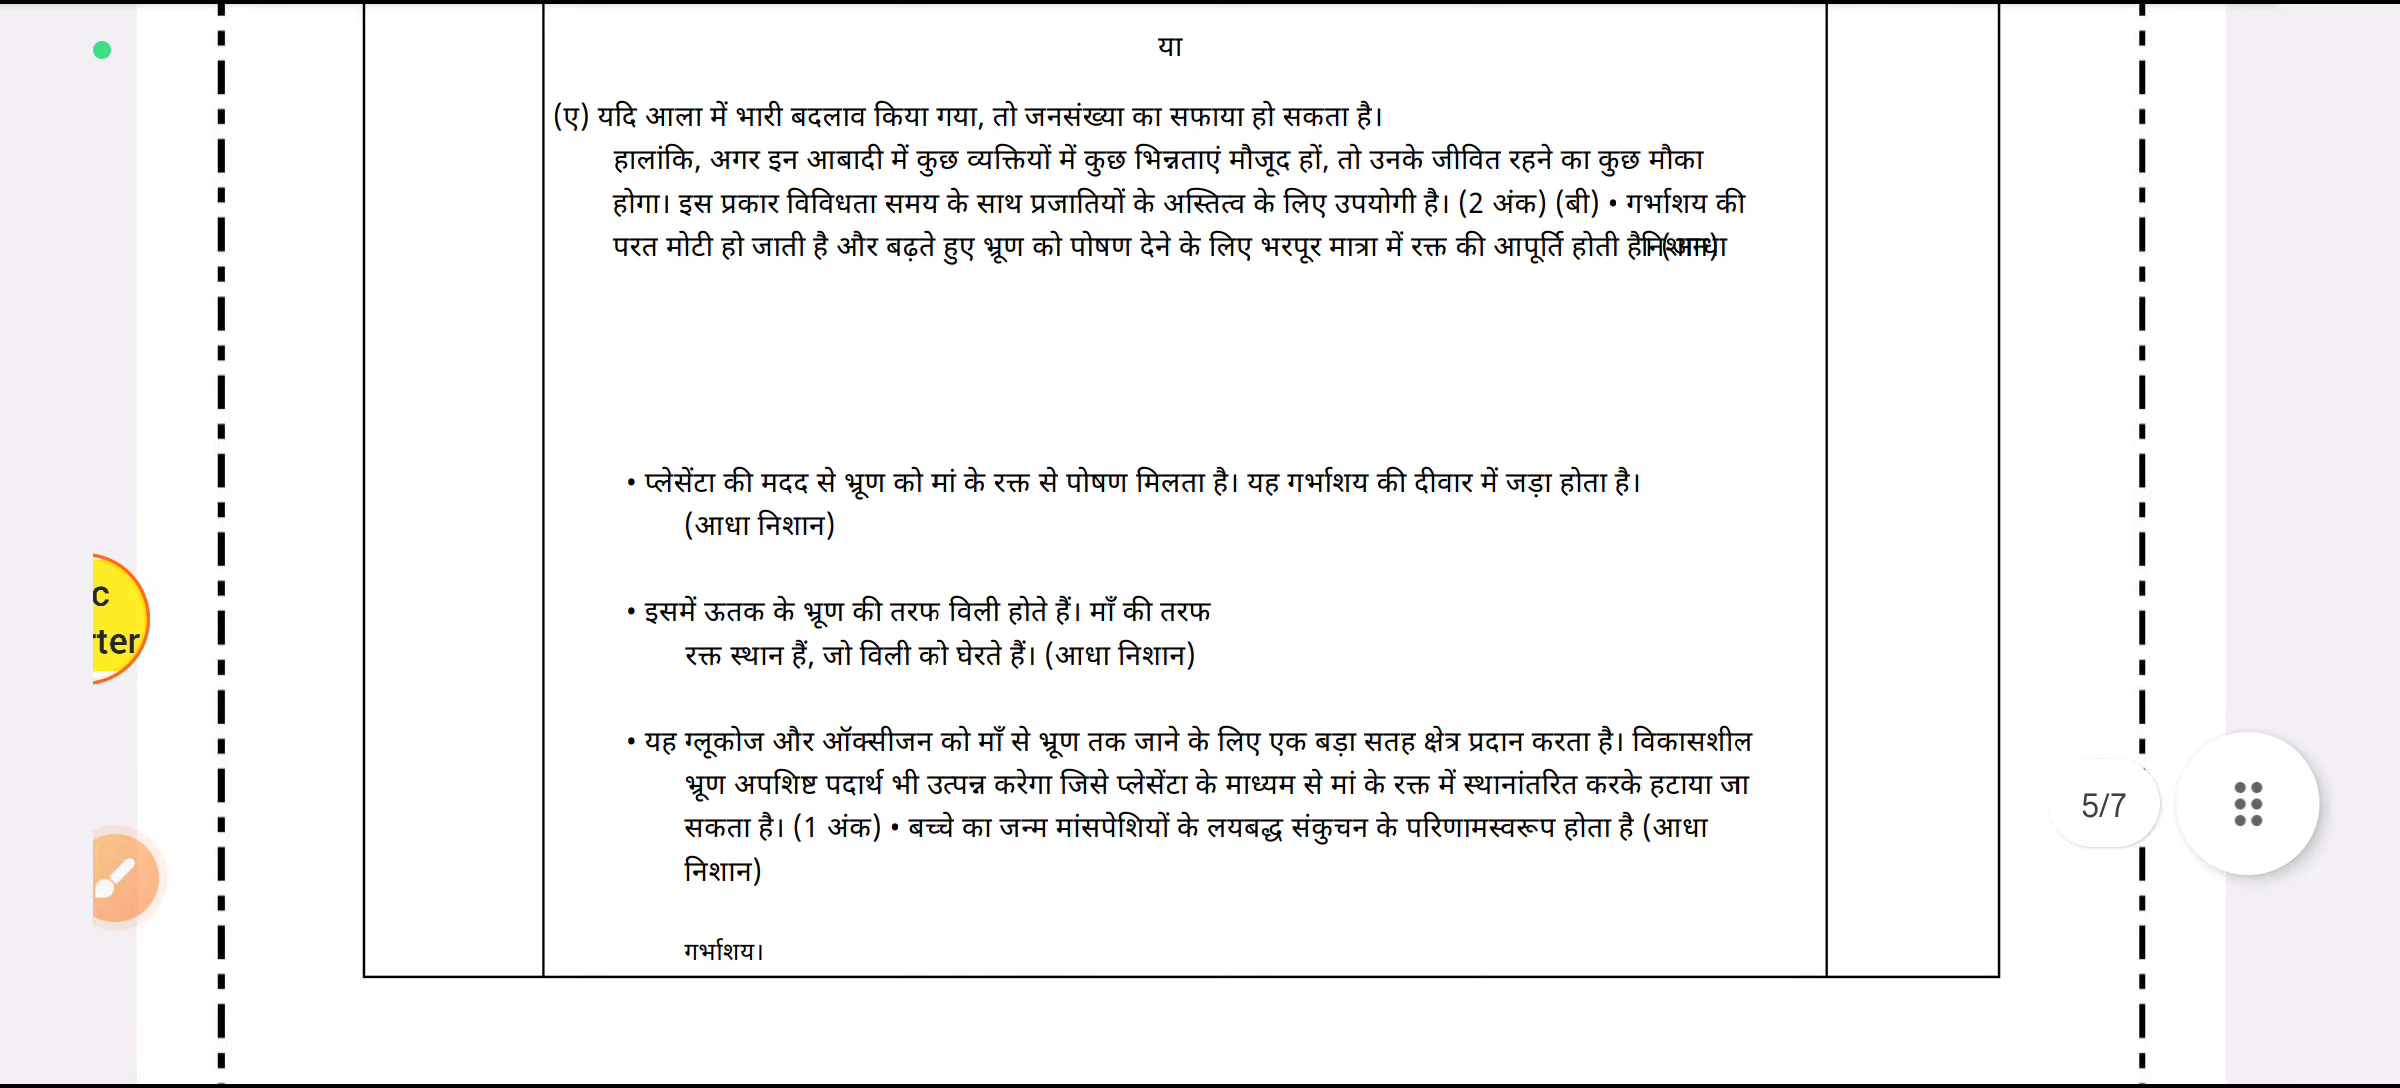 या
(ए) यदि आला में भारी बदलाव किया गया, तो जनसंख्या का सफाया हो सकता है।
हालांकि, अगर इन आबादी में कुछ व्यक्तियों में कुछ भिन्नताएं मौजूद हों, तो उनके जीवित रहने का कुछ मौका
होगा। इस प्रकार विविधता समय के साथ प्रजातियों के अस्तित्व के लिए उपयोगी है। (2 अंक) (बी) • गर्भाशय की
परत मोटी हो जाती है और बढ़ते हुए भ्रूण को पोषण देने के लिए भरपूर मात्रा में रक्त की आपूर्ति होती
• प्लेसेंटा की मदद से भ्रूण को मां के रक्त से पोषण मिलता है। यह गर्भाशय की दीवार में जड़ा होता है।
(आधा निशान)
• इसमें ऊतक के भ्रूण की तरफ विली होते हैं। माँ की तरफ
रक्त स्थान हैं, जो विली को घेरते हैं। (आधा निशान)
c
ter
• यह ग्लूकोज और ऑक्सीजन को माँ से भ्रूण तक जाने के लिए एक बड़ा सतह क्षेत्र प्रदान करता है। विकासशील
भ्रूण अपशिष्ट पदार्थ भी उत्पन्न करेगा जिसे प्लेसेंटा के माध्यम से मां के रक्त में स्थानांतरित करके हटाया जा
सकता है। (1 अंक) • बच्चे का जन्म मांसपेशियों के लयबद्ध संकुचन के परिणामस्वरूप होता है (आधा
निशान)
5/7
गर्भाशय।